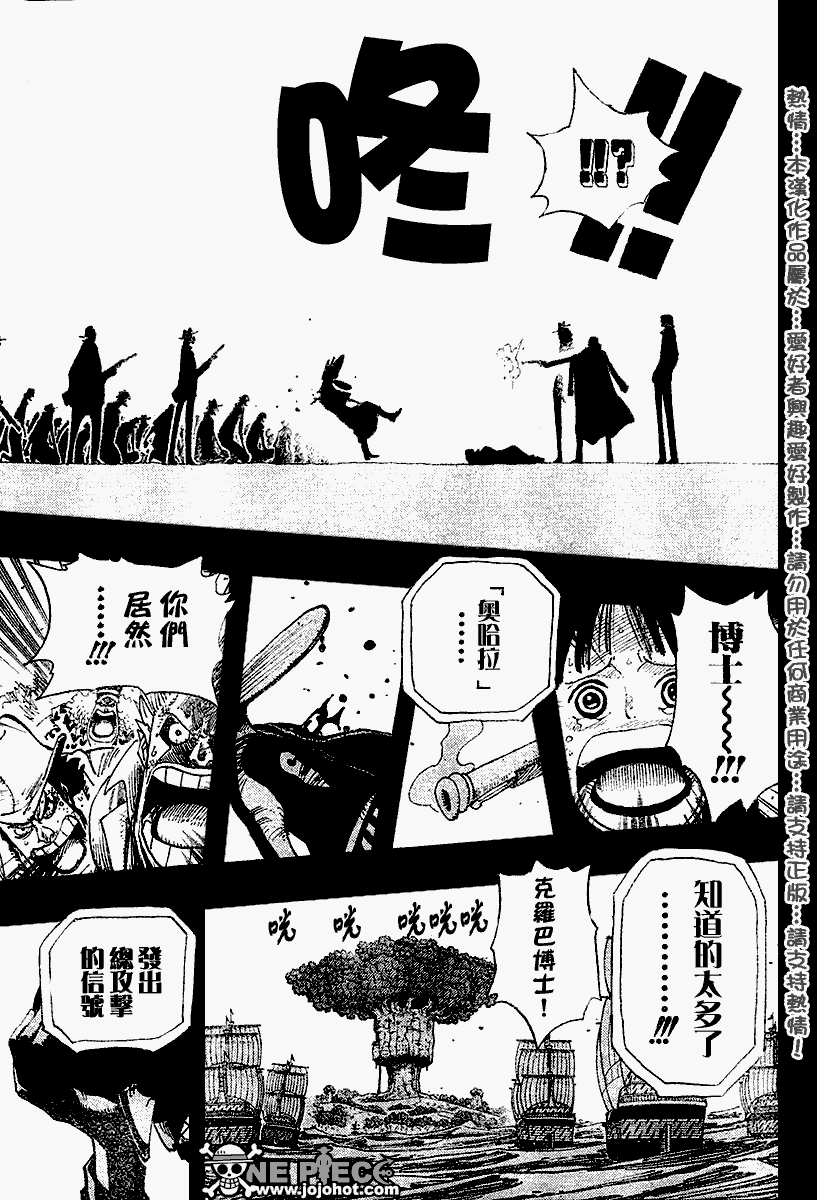 咚!!
!!?
博士~~~~!!!
「奧哈拉」
……
你們
居然
……!!!
知道的太多了
…………!!!
克羅巴博士!
咣 咣 咣咣咣
發出
總攻擊
的信號
熱情…本漢化作品屬於…愛好者興趣愛好製作…請勿用於任何商業用途…請支持正版…請支持熱情!
ONE PIECE
www.jojohot.com